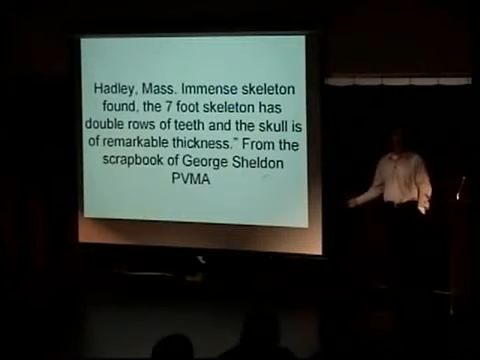 Hadley, Mass. Immense skeleton
found, the 7 foot skeleton has
double rows of teeth and the skull is
of remarkable thickness." From the
scrapbook of George Sheldon
PVMA